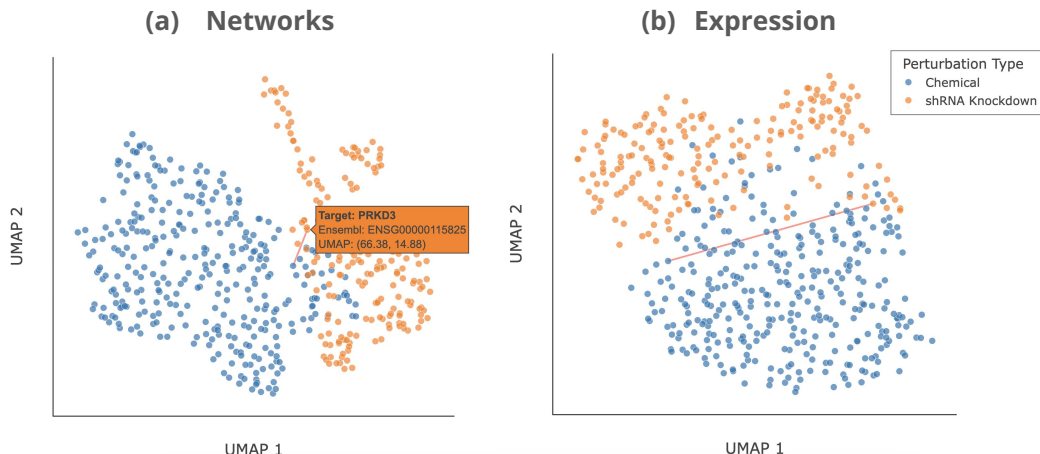 (a) Networks
UMAP 2
Target: PRKD3
Ensembl: ENSG00000115825
UMAP: (66.38, 14.88)
UMAP 1
(b) Expression
UMAP 2
Perturbation Type
Chemical
shRNA Knockdown
UMAP 1